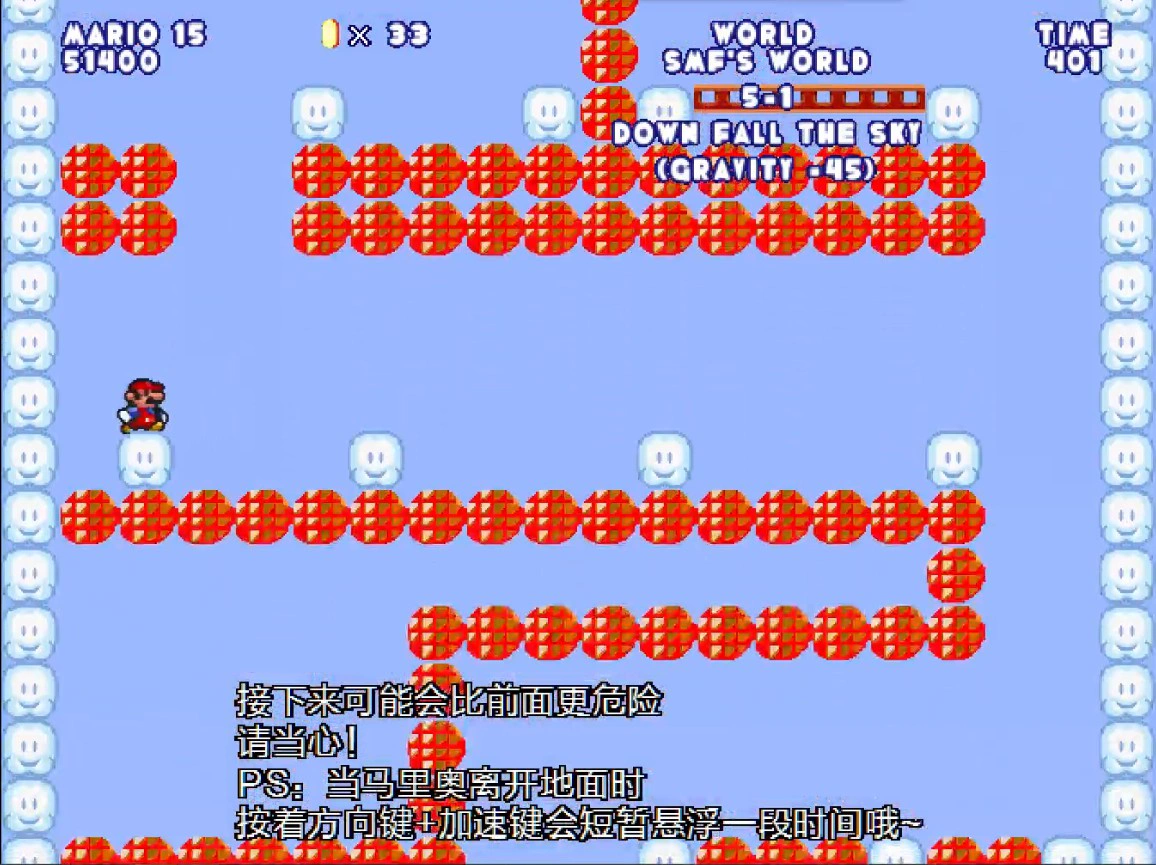 MARIO 15
51400
× 33
WORLD
SMF'S WORLD
5-1
DOWN FALL THE SKY
(GRAVITY -45)
TIME
401
接下来可能会比前面更危险
请当心!
PS: 当马里奥离开地面时
按着方向键+加速键会短暂悬浮一段时间哦~